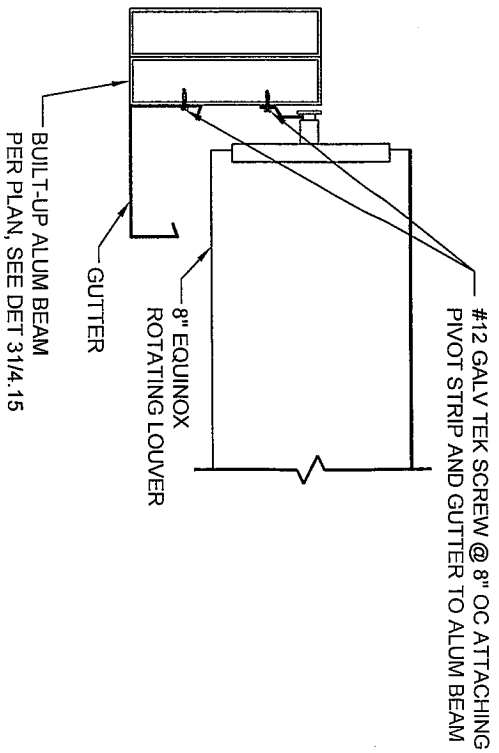 #12 GALV TEK SCREW @ 8" OC ATTACHING
PIVOT STRIP AND GUTTER TO ALUM BEAM
8" EQUINOX
ROTATING LOUVER
GUTTER
BUILT-UP ALUM BEAM
PER PLAN, SEE DET 31/4.15